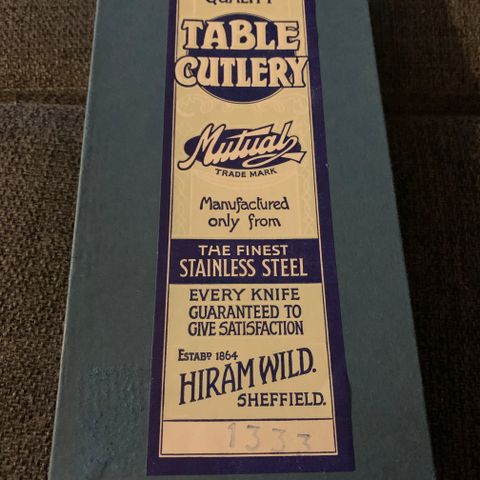 QUALITY
TABLE
CUTLERY
Mutual
TRADE MARK
Manufactured
only from
THE FINEST
STAINLESS STEEL
EVERY KNIFE
GUARANTEED TO
GIVE SATISFACTION
ESTABD 1864
HIRAM WILD.
SHEFFIELD.
1333